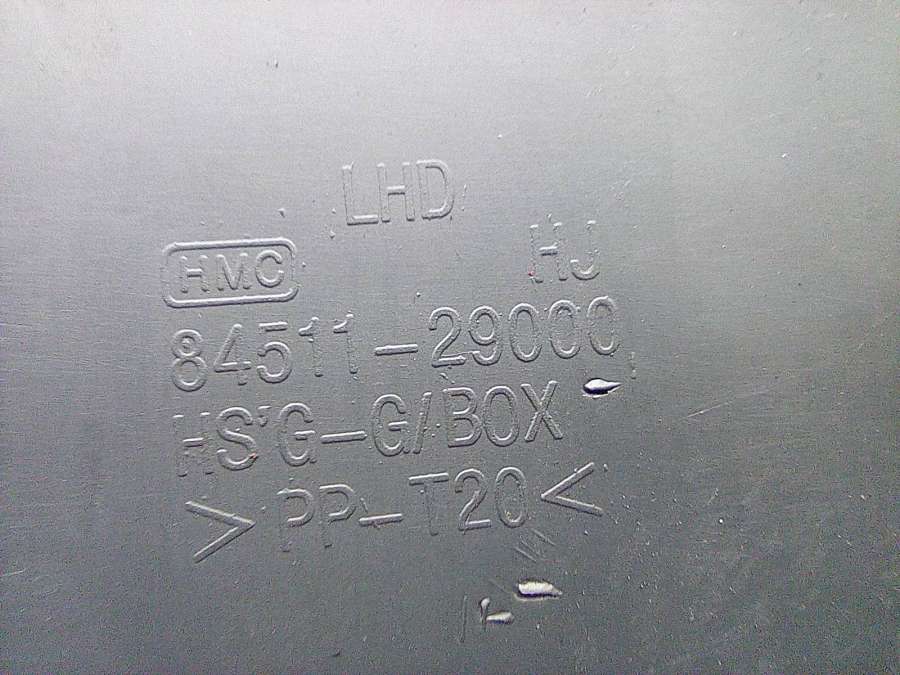 LHD
HMC HJ
84511-29000
HS'G-G/BOX
>PP-T20<